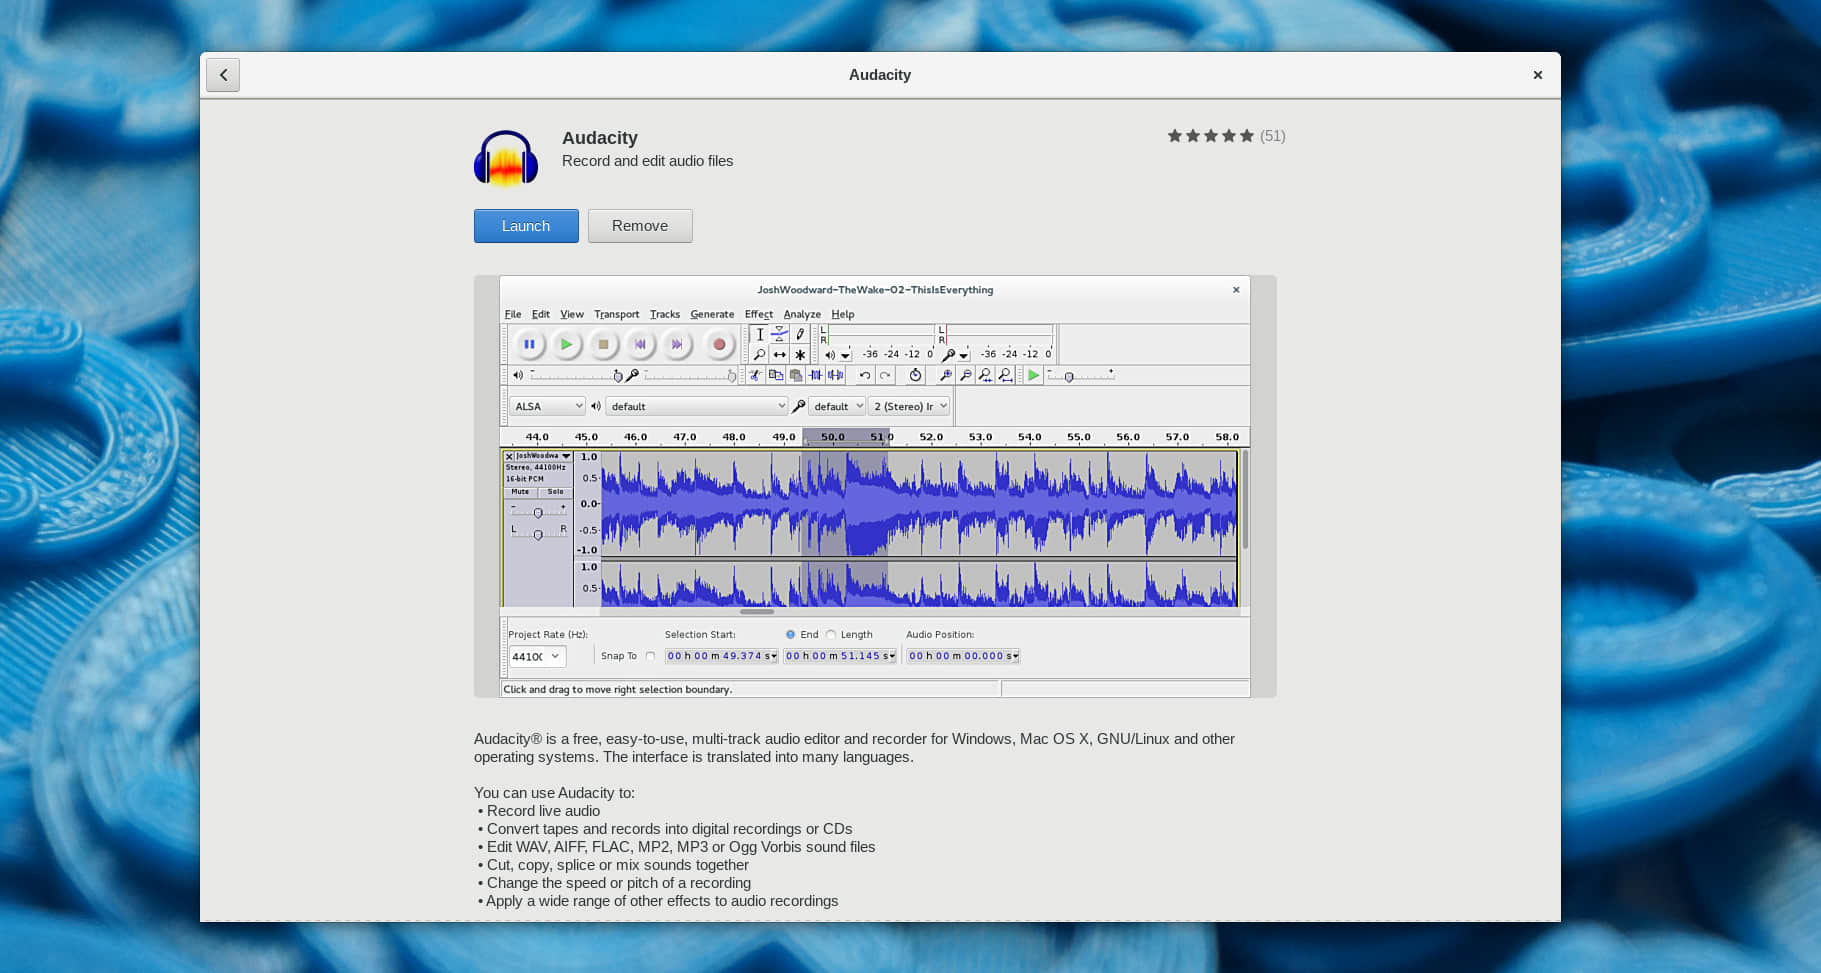 Audacity
Audacity
(51)
Record and edit audio files
Launch Remove
JoshWoodward-TheWake-02-ThisIsEverything
File Edit View Transport Tracks Generate Effect Analyze Help
L L
R R
-36 -24 -12 0 -36 -24 -12 0
ALSA default default 2 (Stereo) Ir
44.0 45.0 46.0 47.0 48.0 49.0 50.0 51.0 52.0 53.0 54.0 55.0 56.0 57.0 58.0
JoshWoodwa 1.0
Stereo, 44100Hz
16-bit PCM 0.5
Mute Solo
- + 0.0
L R -0.5
-1.0
1.0
0.5
Project Rate (Hz): Selection Start: End Length Audio Position:
44100 Snap To 00 h 00 m 49.374 s 00 h 00 m 51.145 s 00 h 00 m 00.000 s
Click and drag to move right selection boundary.
Audacity® is a free, easy-to-use, multi-track audio editor and recorder for Windows, Mac OS X, GNU/Linux and other
operating systems. The interface is translated into many languages.
You can use Audacity to:
• Record live audio
• Convert tapes and records into digital recordings or CDs
• Edit WAV, AIFF, FLAC, MP2, MP3 or Ogg Vorbis sound files
• Cut, copy, splice or mix sounds together
• Change the speed or pitch of a recording
• Apply a wide range of other effects to audio recordings